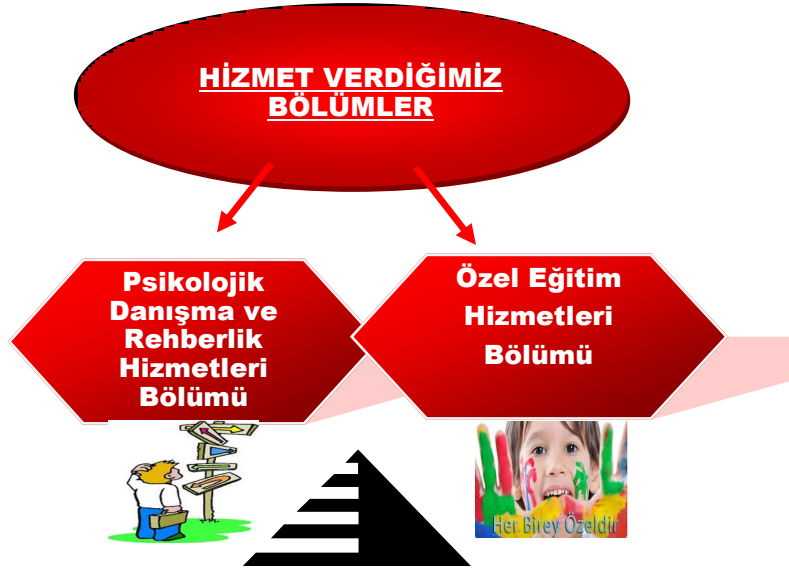 HİZMET VERDİĞİMİZ
BÖLÜMLER
Psikolojik
Danışma ve
Rehberlik
Hizmetleri
Bölümü
Özel Eğitim
Hizmetleri
Bölümü
Her Birey Özeldir